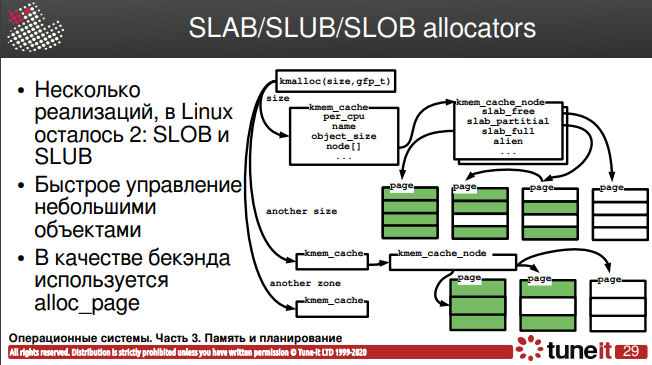 SLAB/SLUB/SLOB allocators
• Несколько
реализаций, в Linux
осталось 2: SLOB и
SLUB
• Быстрое управление
небольшими
объектами
• В качестве бекэнда
используется
alloc_page
kmalloc(size,gfp_t)
size
kmem_cache
per_cpu
name
object_size
node[]
...
kmem_cache_node
slab_free
slab_partitial
slab_full
alien
...
page
page
page
page
another size
kmem_cache
kmem_cache_node
another zone
kmem_cache
page
page
page
Операционные системы. Часть 3. Память и планирование
All rights reserved. Distribution is strictly prohibited unless you have written permission © Tune-it LTD 1999-2020
tuneit
29